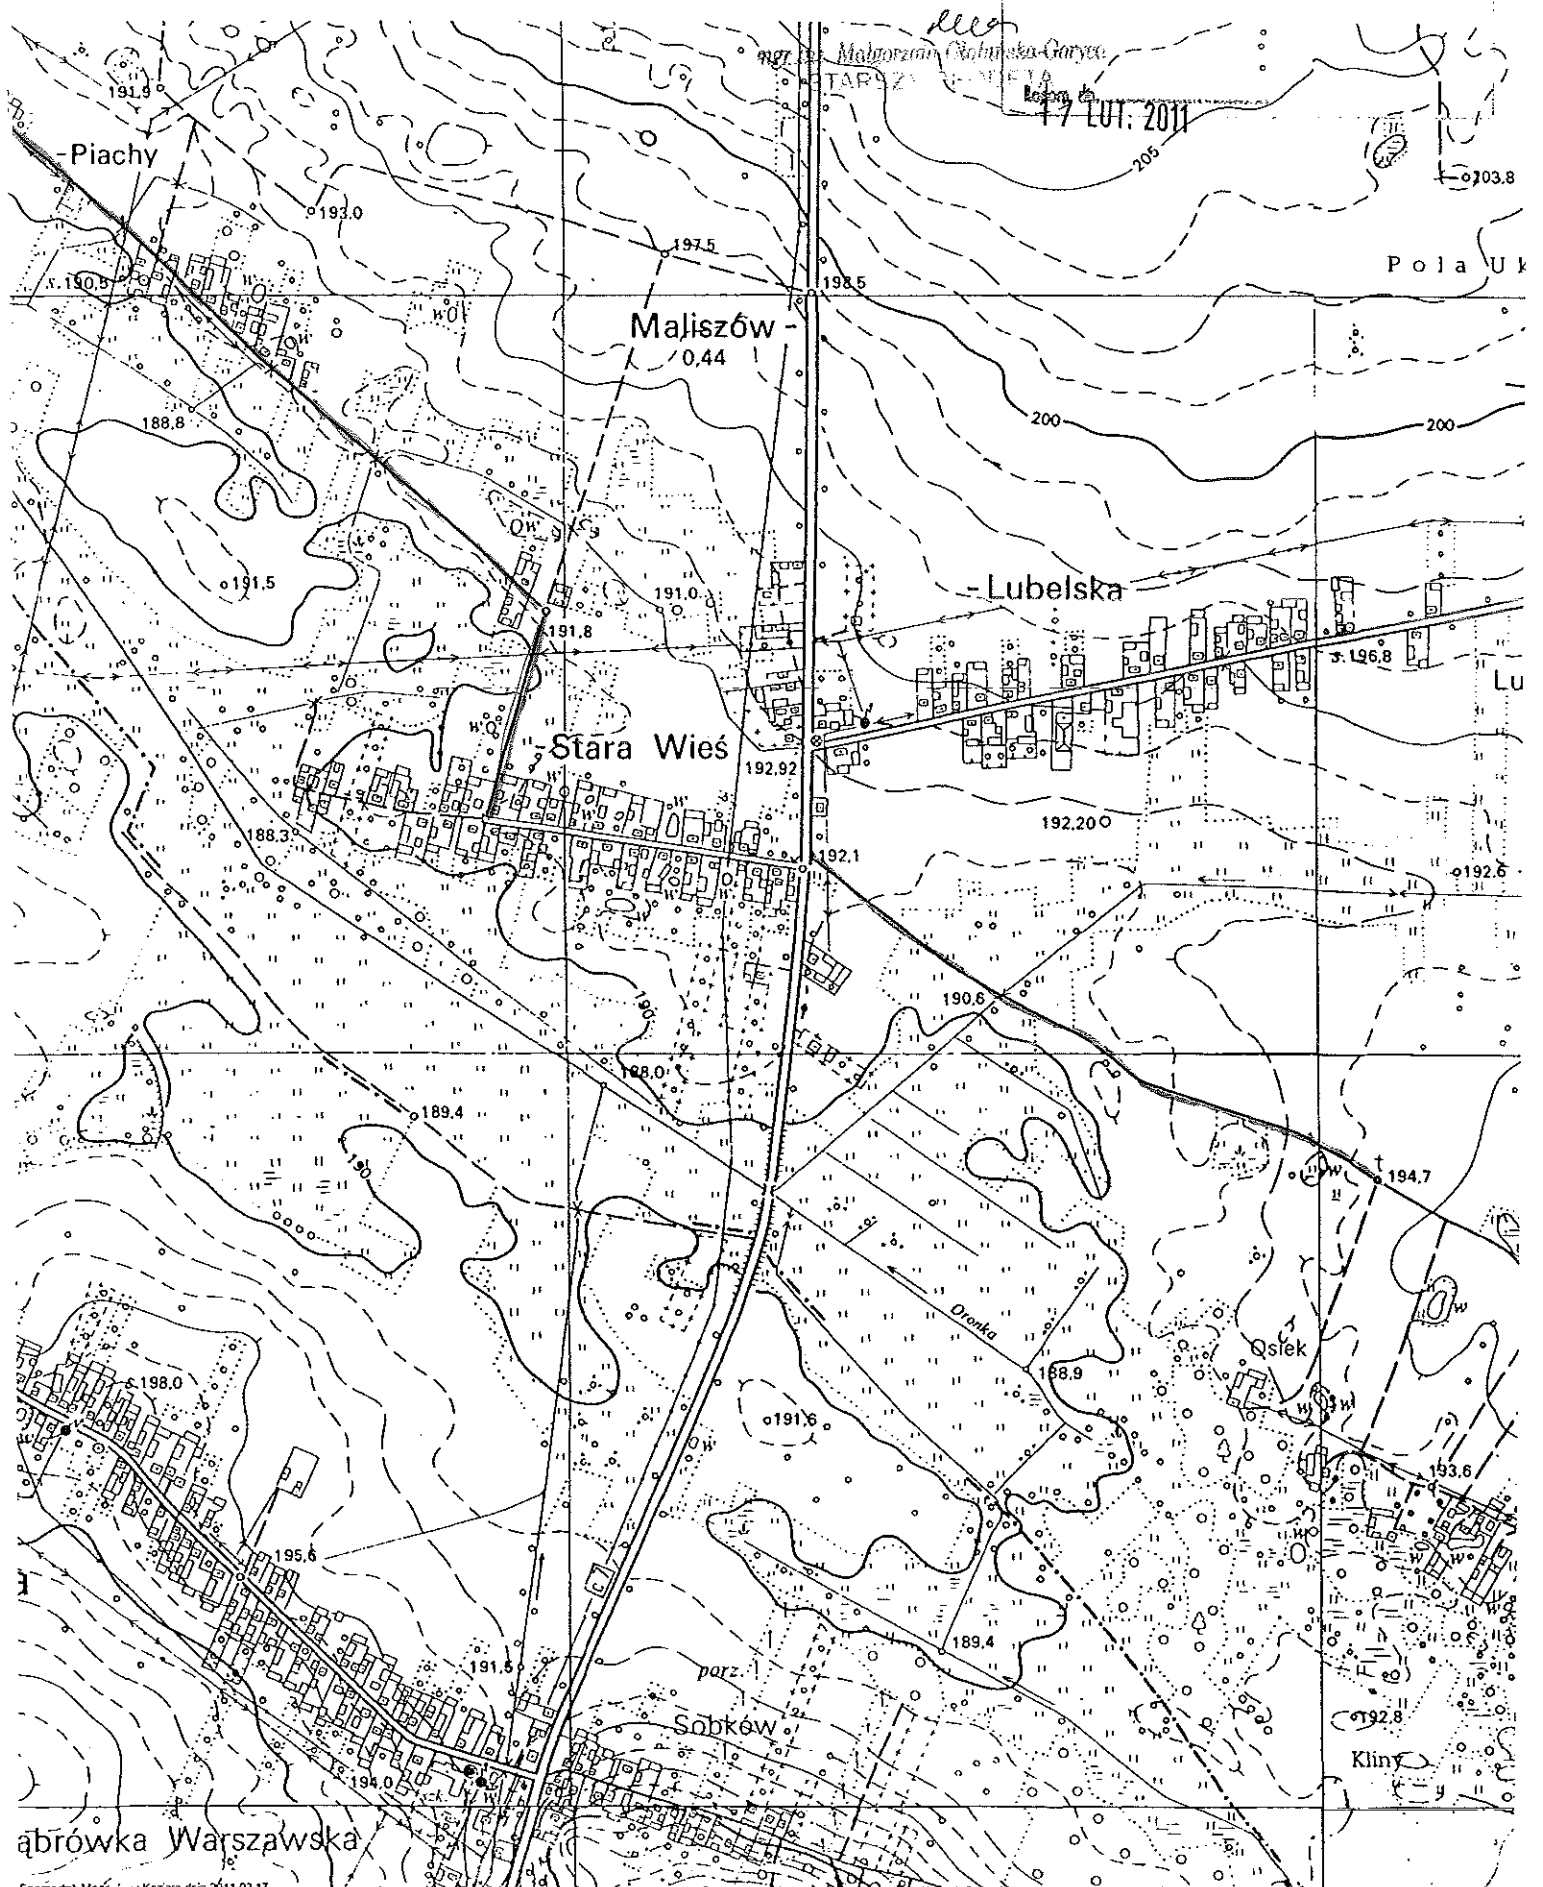 mgr inż. Małgorzata
17 LUT. 2011
191,9
-Piachy
205
203,8
193,0
197,5
Pola Uk
s.190,5
198,5
w
w
Maliszów-
0,44
w
188,8
200
200
w
191,5
191,0
-Lubelska
191,8
s.196,8
Lu
w
-Stara Wieś
192,92
w
w
w
188,3
192,20
192,1
192,6
w
w
190
190,6
188,0
189,4
190
w
194,7
Dronka
w
Osiek
188,9
s.198,0
191,6
w
w
w
w
193,6
195,6
c
w
w
w
w
189,4
191,5
porz.
Sobków
192,8
Kliny
194,0
k.
w
ąbrówka Warszawska